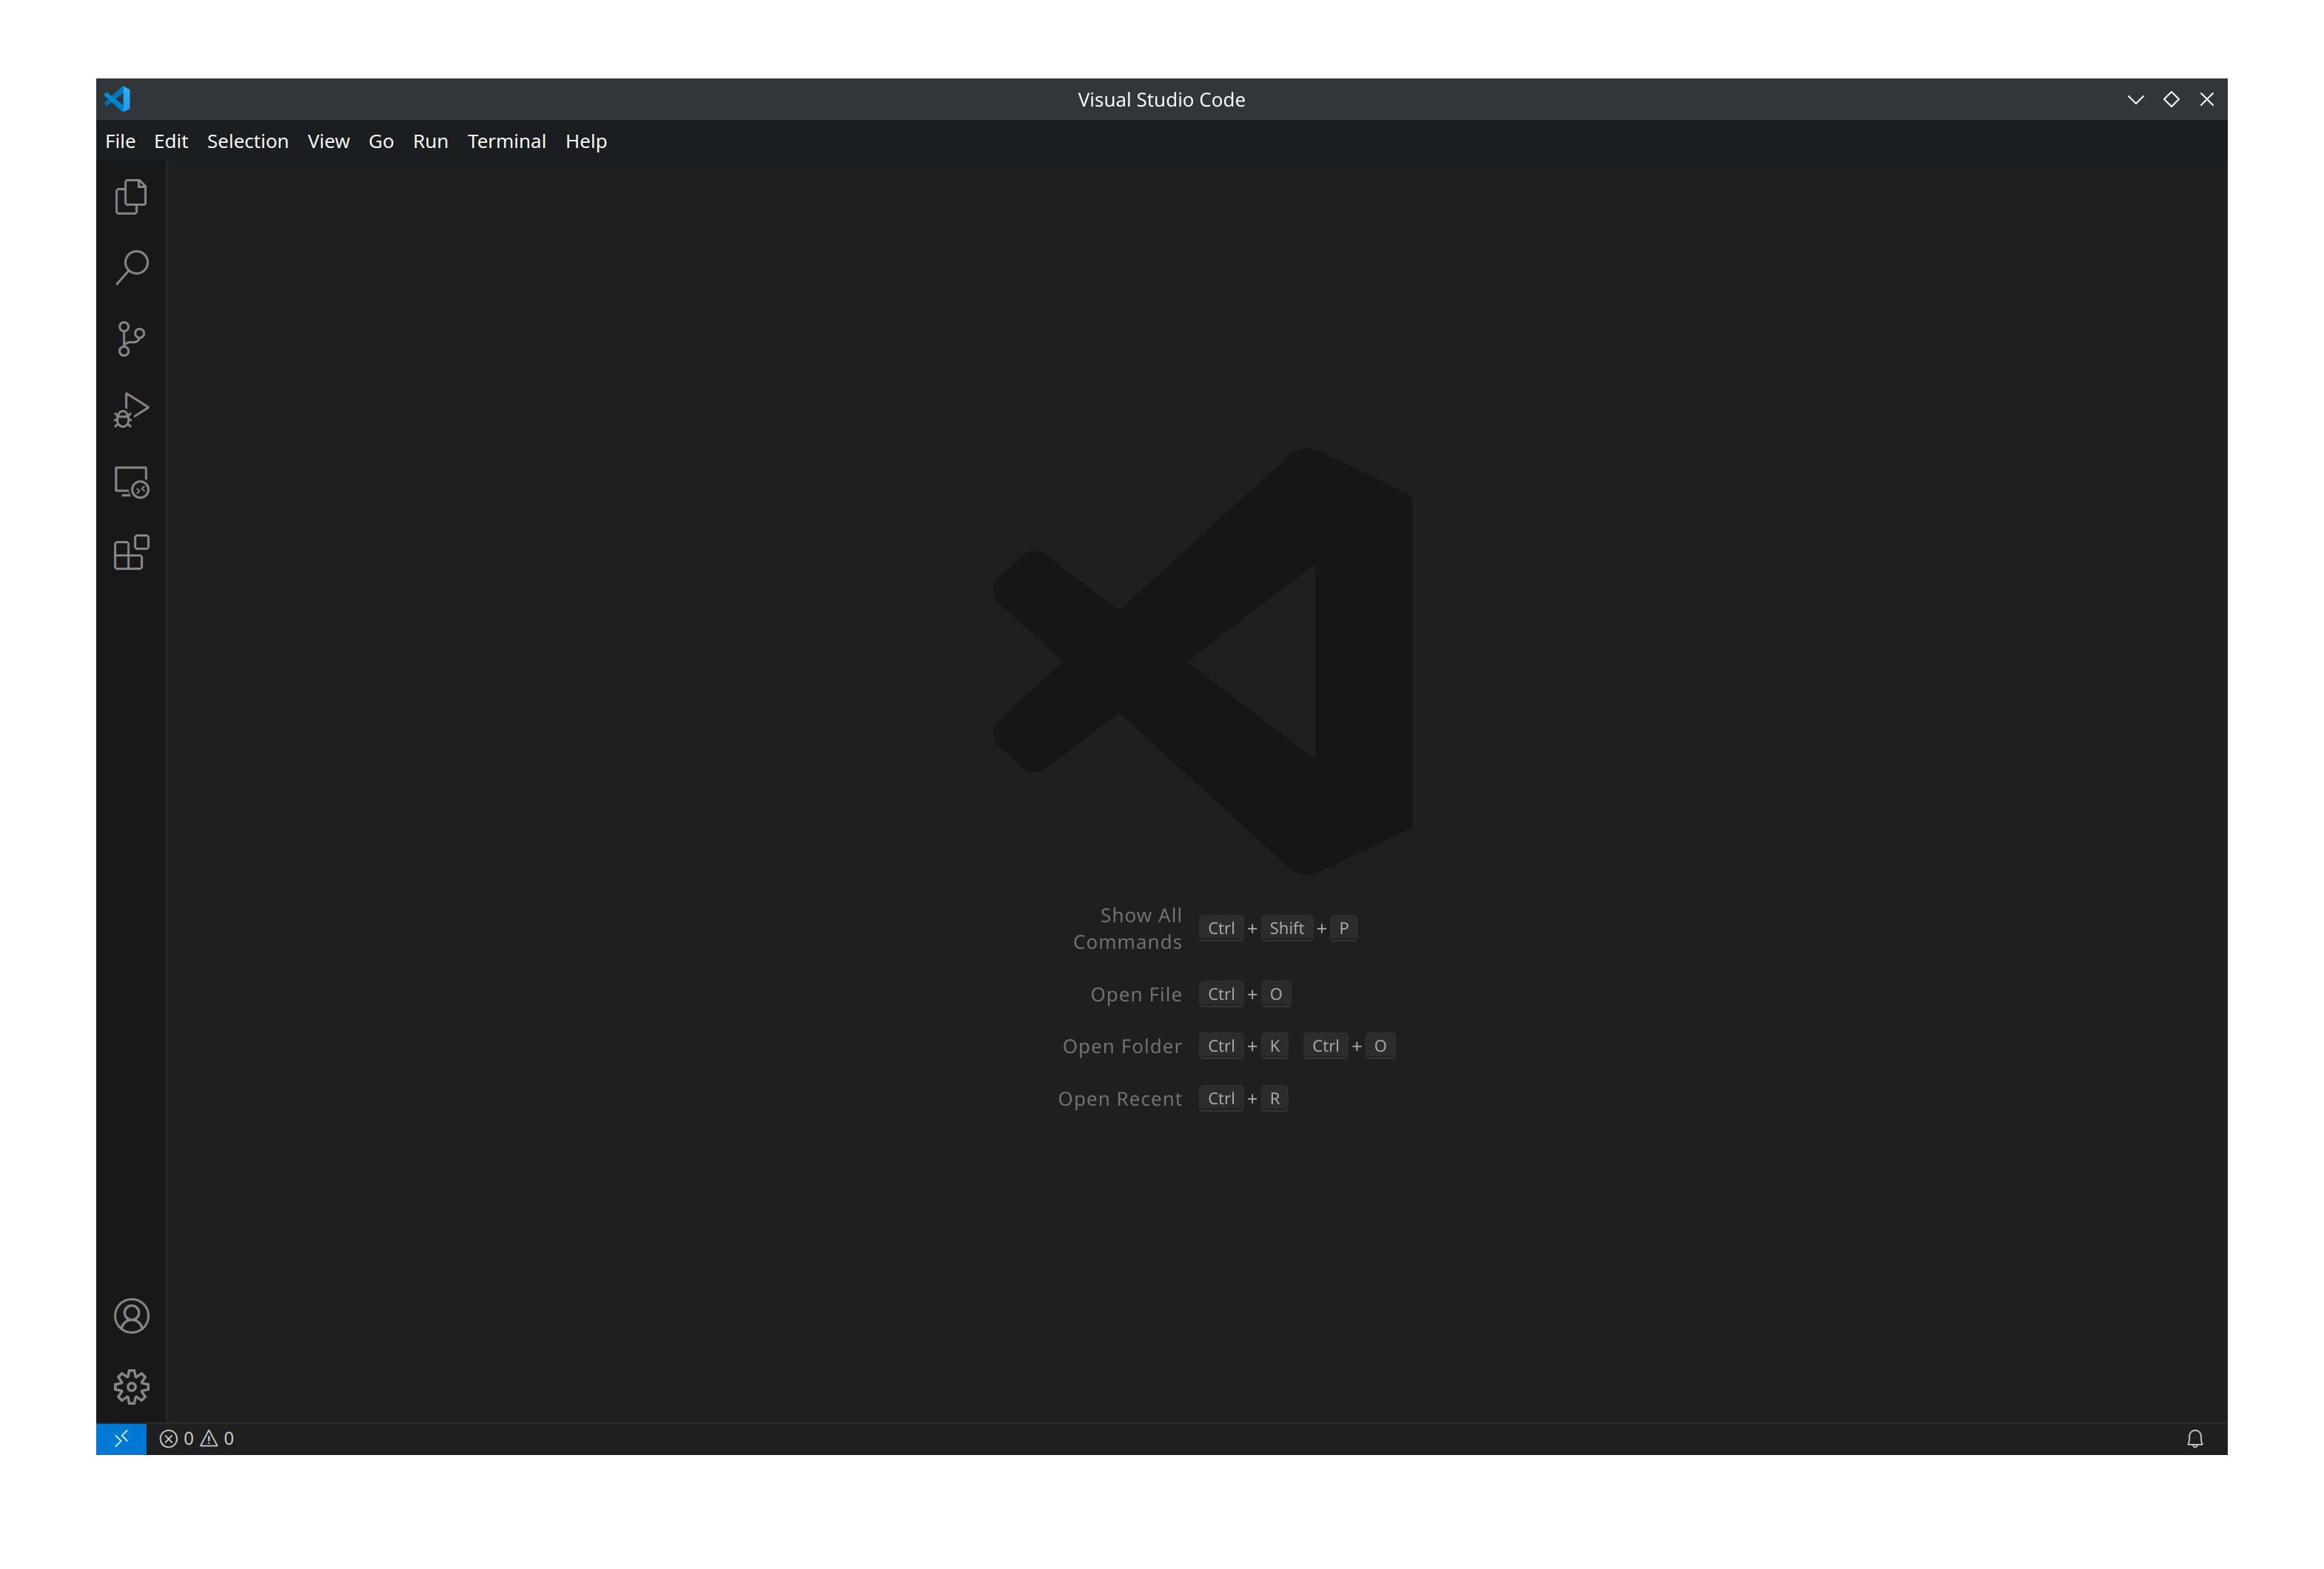 Visual Studio Code
File Edit Selection View Go Run Terminal Help
Show All
Commands
Ctrl + Shift + P
Open File Ctrl + O
Open Folder Ctrl + K Ctrl + O
Open Recent Ctrl + R
0 0